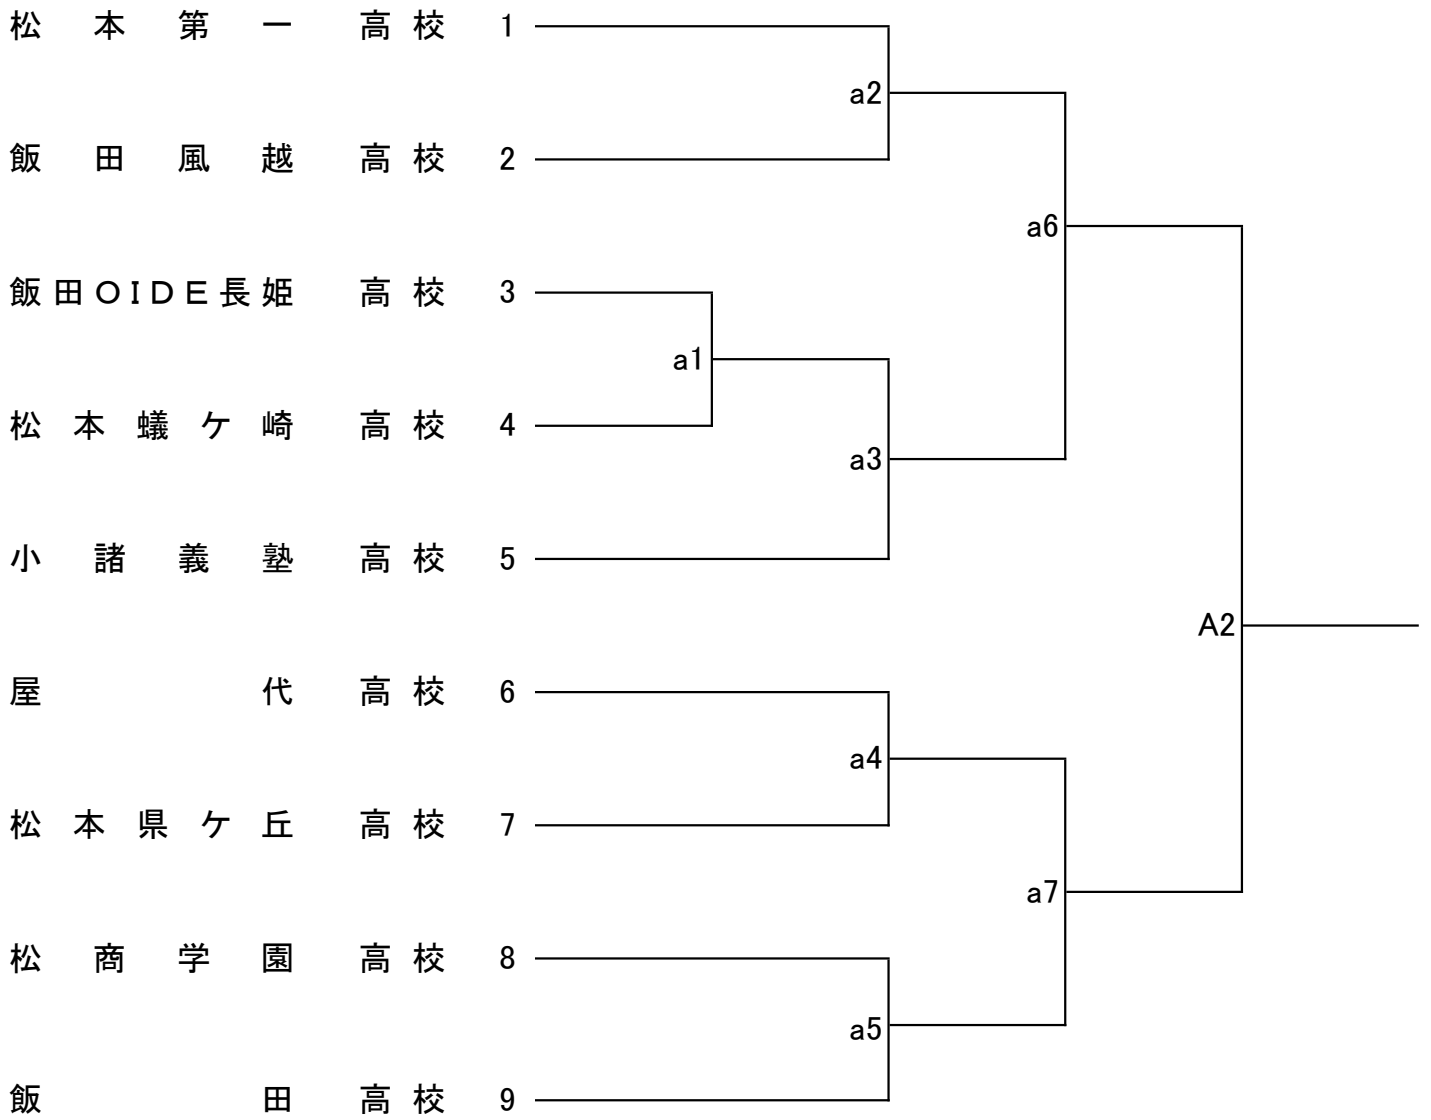 松本第一高校 1
a2
飯田風越高校 2
a6
飯田OIDE長姫高校 3
a1
松本蟻ケ崎高校 4
a3
小諸義塾高校 5
A2
屋代高校 6
a4
松本県ケ丘高校 7
a7
松商学園高校 8
a5
飯田高校 9